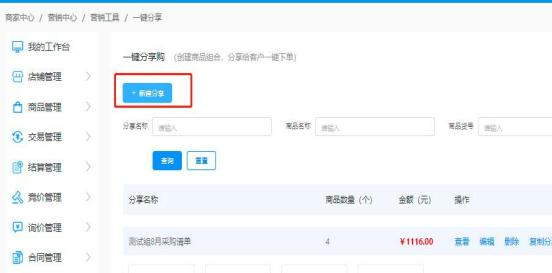 商家中心 / 营销中心 / 营销工具 / 一键分享
我的工作台
店铺管理
商品管理
交易管理
结算管理
竞价管理
询价管理
合同管理
一键分享购 (创建商品组合，分享给客户一键下单)
+ 新建分享
分享名称 请输入 商品名称 请输入 商品货号 请输入
查询 重置
分享名称 商品数量（个） 金额（元） 操作
测试组8月采购清单 4 ￥1116.00 查看 编辑 删除 复制分